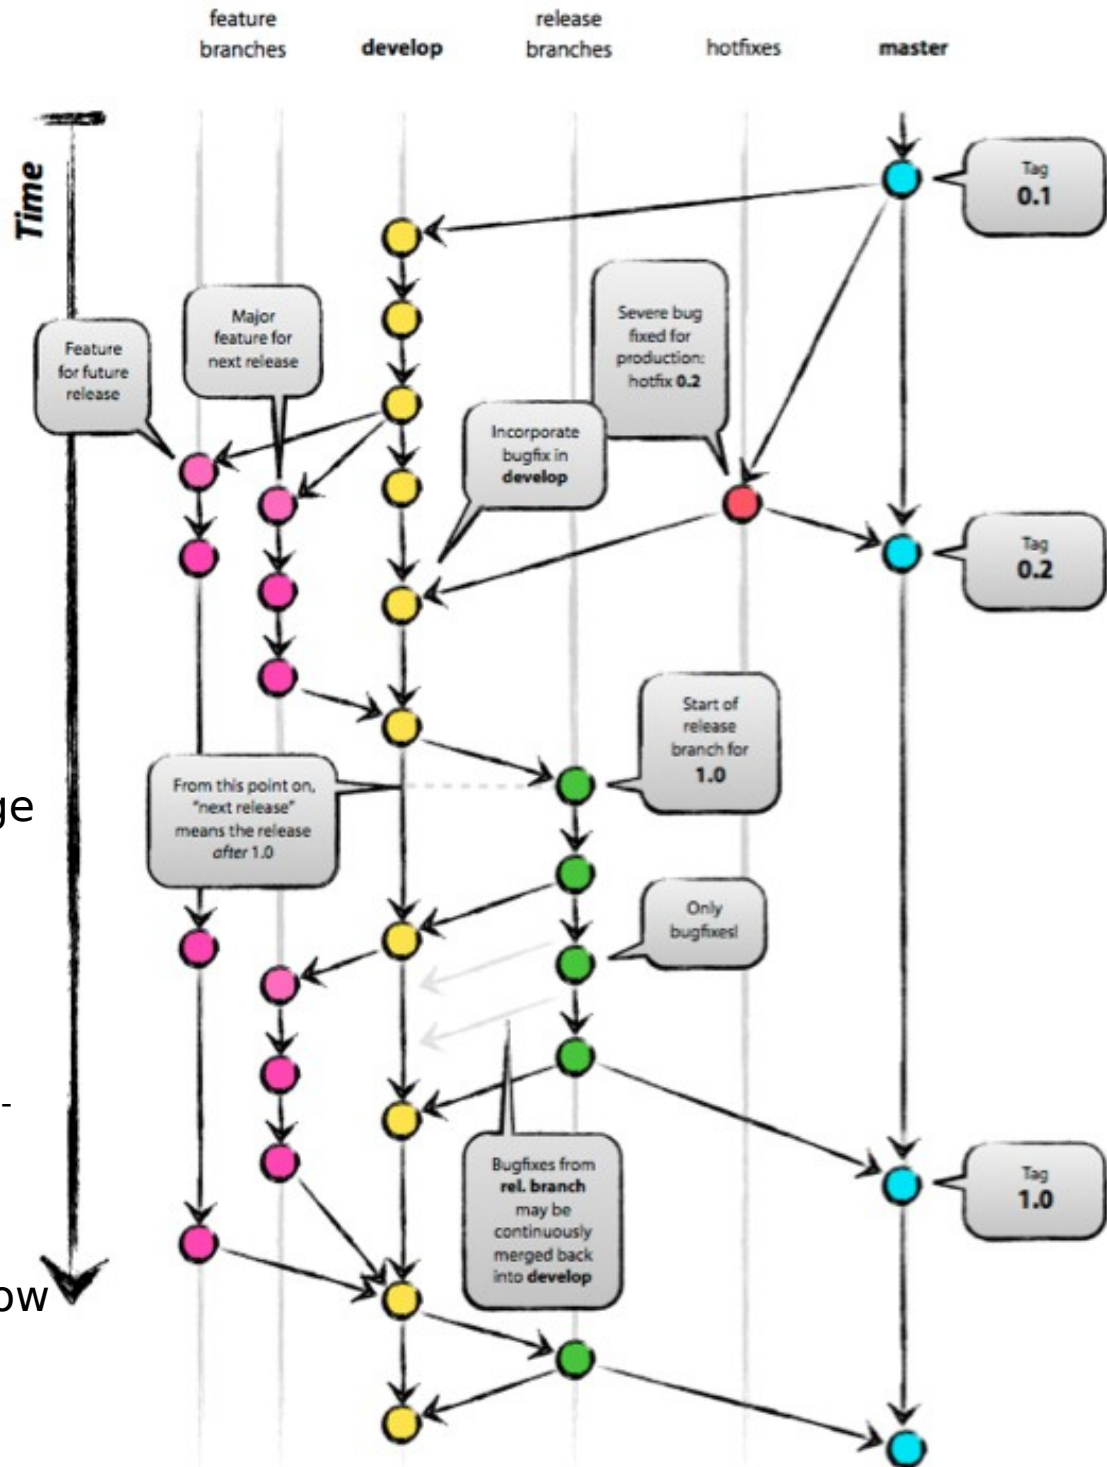 feature
branches
develop
release
branches
hotfixes
master
Time
Tag
0.1
Severe bug
fixed for
production:
hotfix 0.2
Major
feature for
next release
Feature
for future
release
Incorporate
bugfix in
develop
Tag
0.2
Start of
release
branch for
1.0
From this point on,
"next release"
means the release
after 1.0
ge
Only
bugfixes!
-
Bugfixes from
rel. branch
may be
continuously
merged back
into develop
Tag
1.0
ow